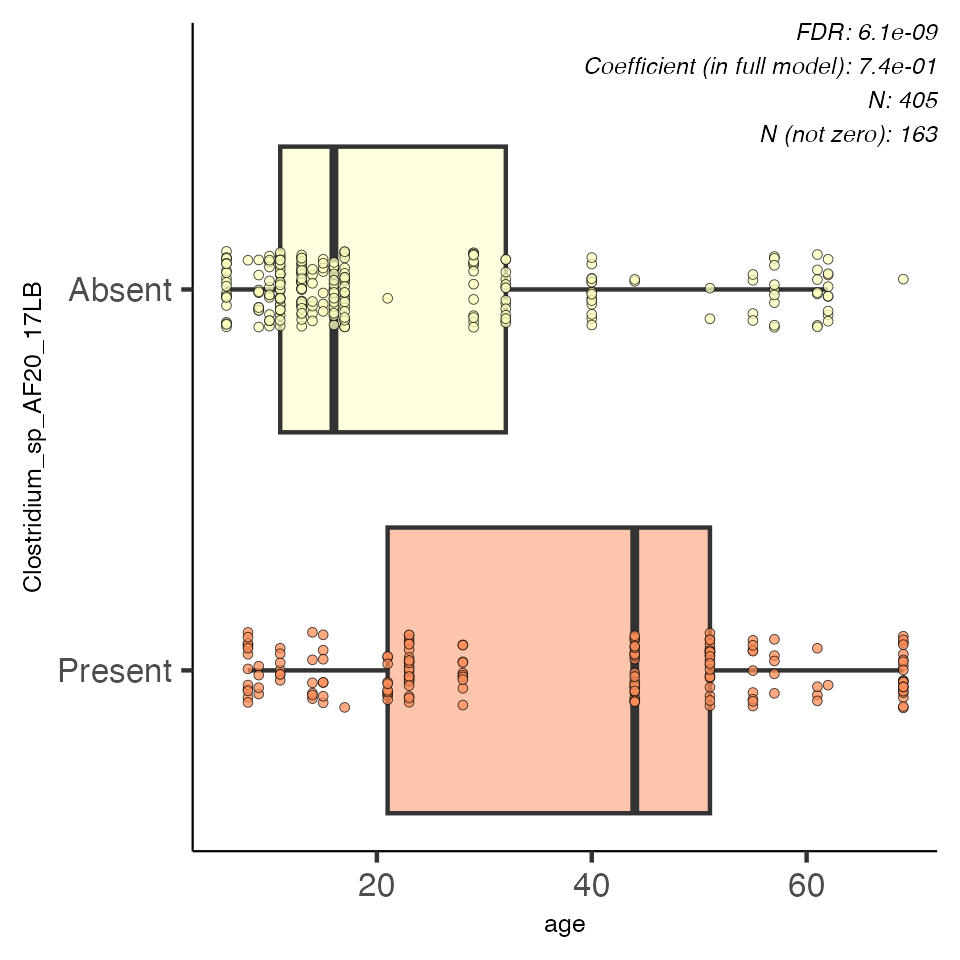 FDR: 6.1e-09
Coefficient (in full model): 7.4e-01
N: 405
N (not zero): 163
Clostridium_sp_AF20_17LB
Absent
Present
20
40
60
age